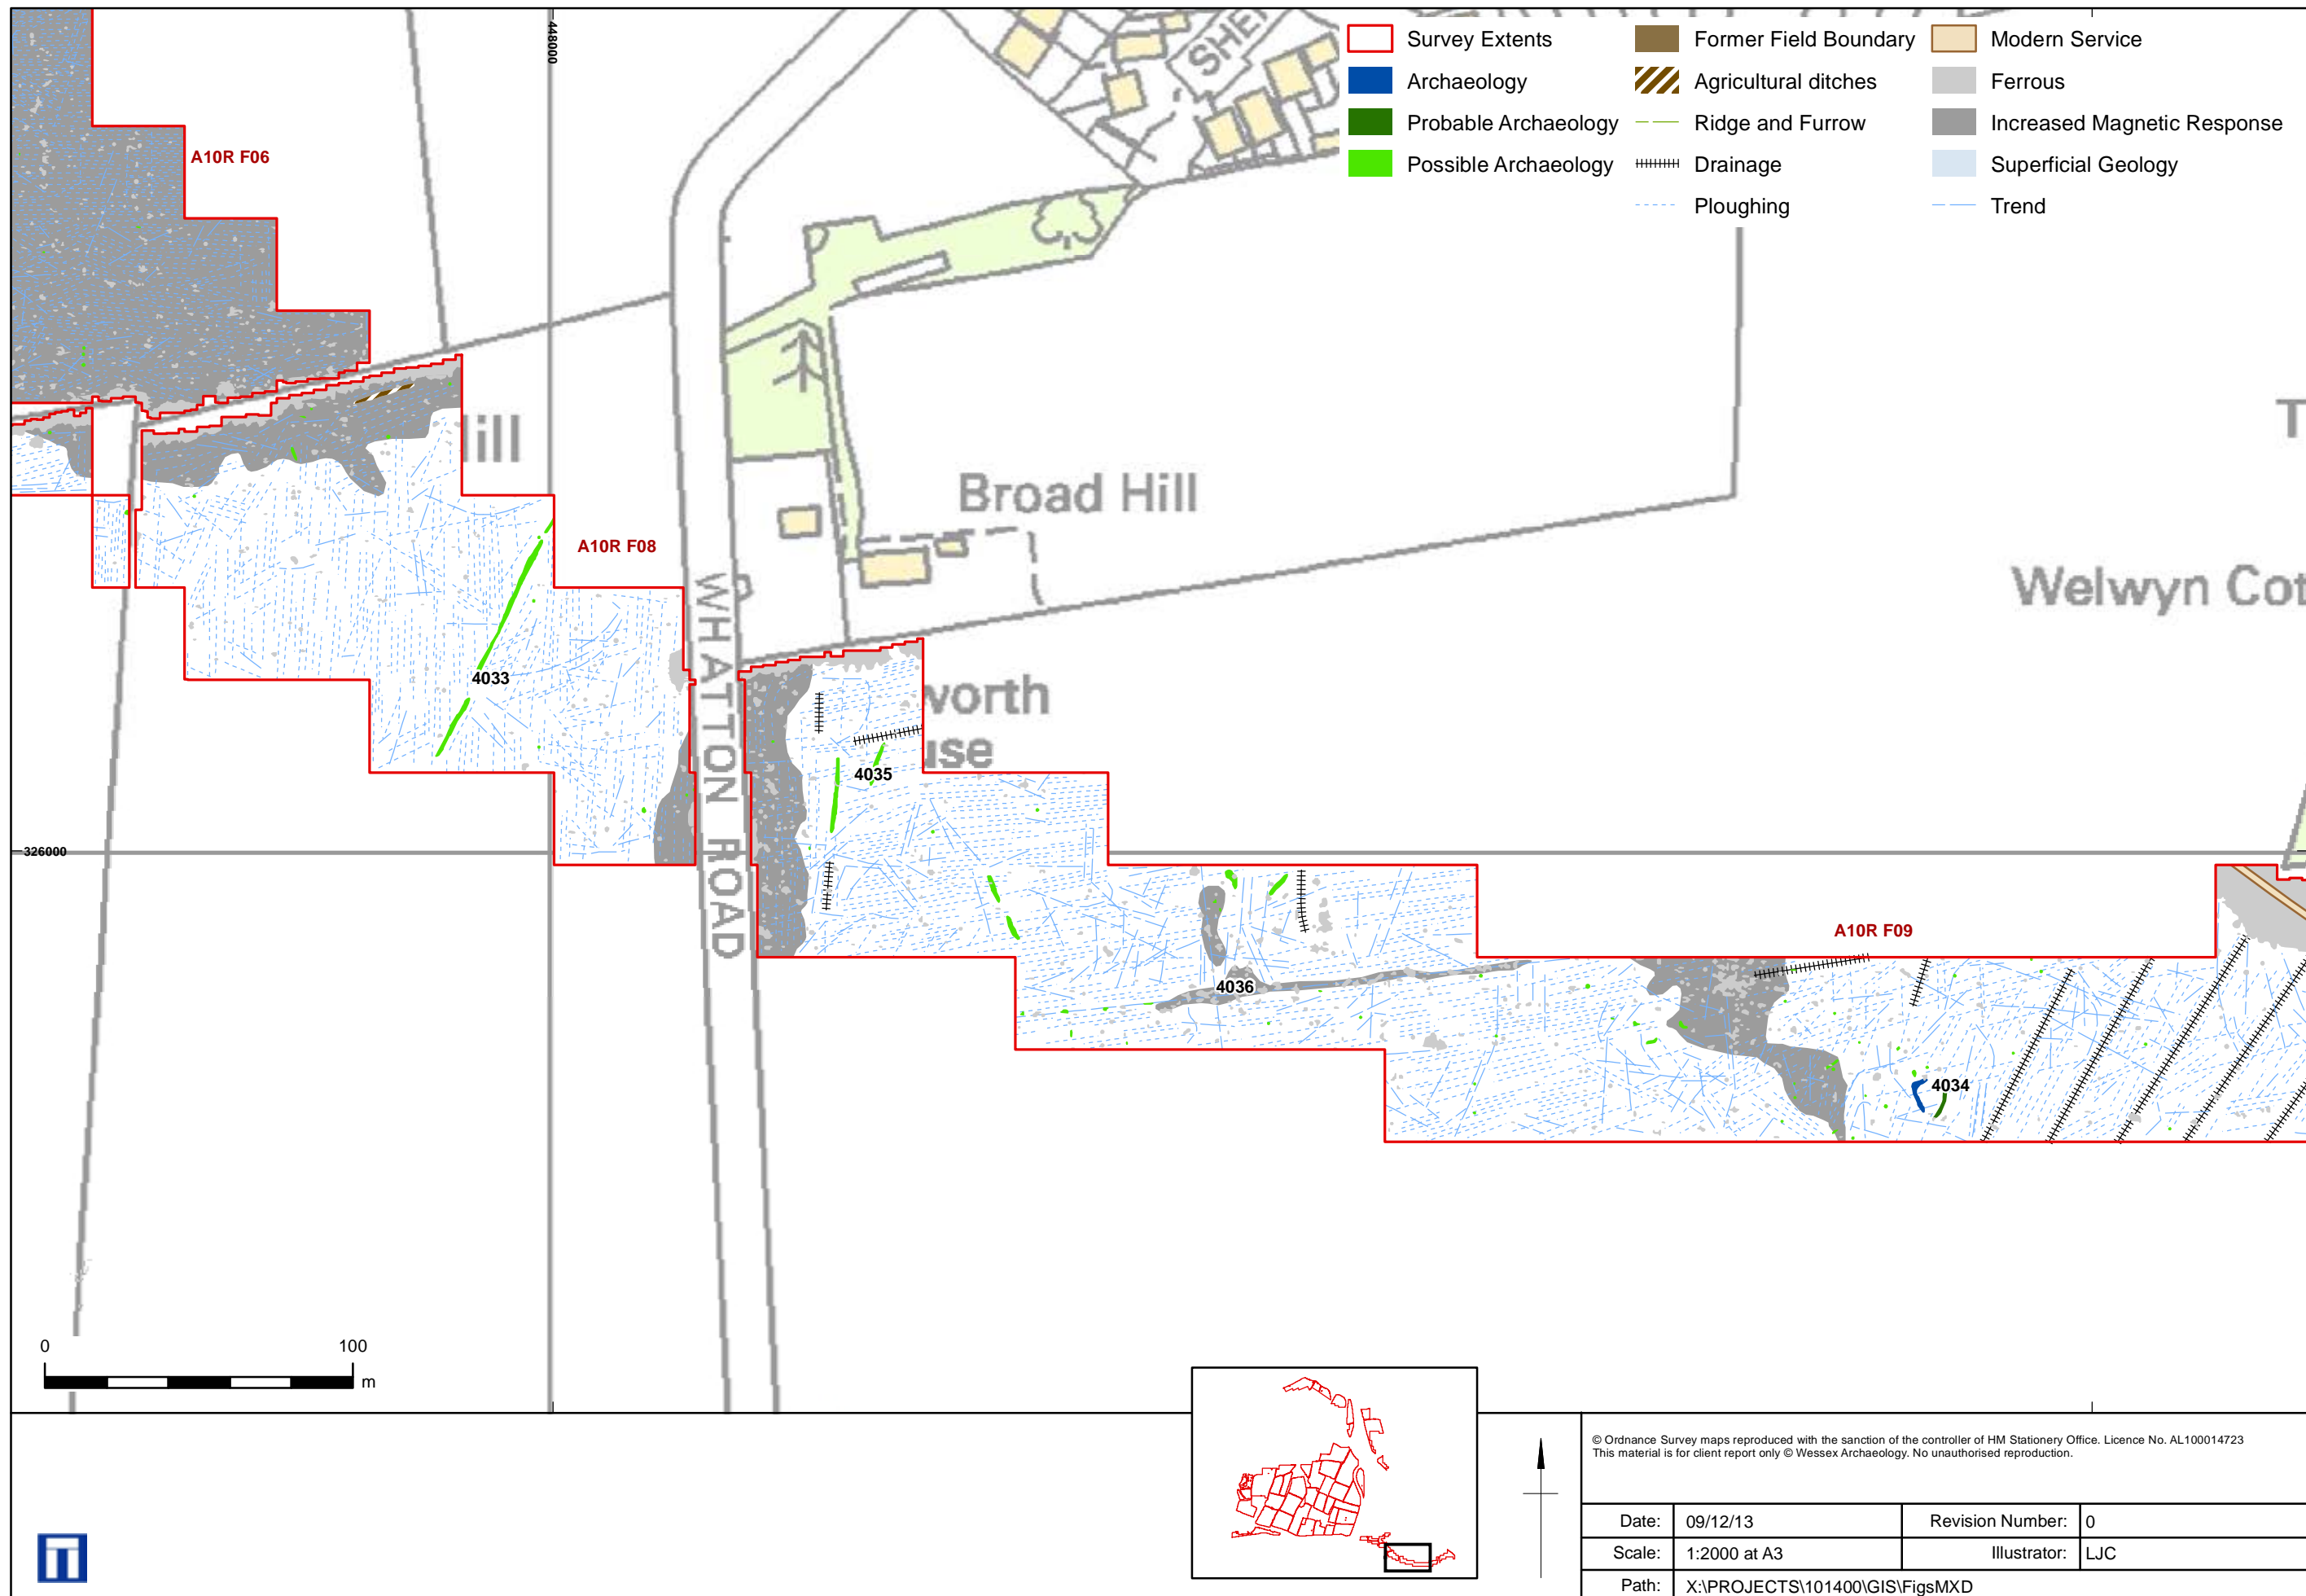 448000
SHEL
Survey Extents
Archaeology
Probable Archaeology
Possible Archaeology
Former Field Boundary
Agricultural ditches
Ridge and Furrow
Drainage
Ploughing
Modern Service
Ferrous
Increased Magnetic Response
Superficial Geology
Trend
A10R F06
ill
T
Broad Hill
A10R F08
Welwyn Cot
WHATTON ROAD
4033
worth
use
4035
326000
A10R F09
4036
4034
0 100
m
© Ordnance Survey maps reproduced with the sanction of the controller of HM Stationery Office. Licence No. AL100014723
This material is for client report only © Wessex Archaeology. No unauthorised reproduction.
Date: 09/12/13 Revision Number: 0
Scale: 1:2000 at A3 Illustrator: LJC
Path: X:\PROJECTS\101400\GIS\FigsMXD